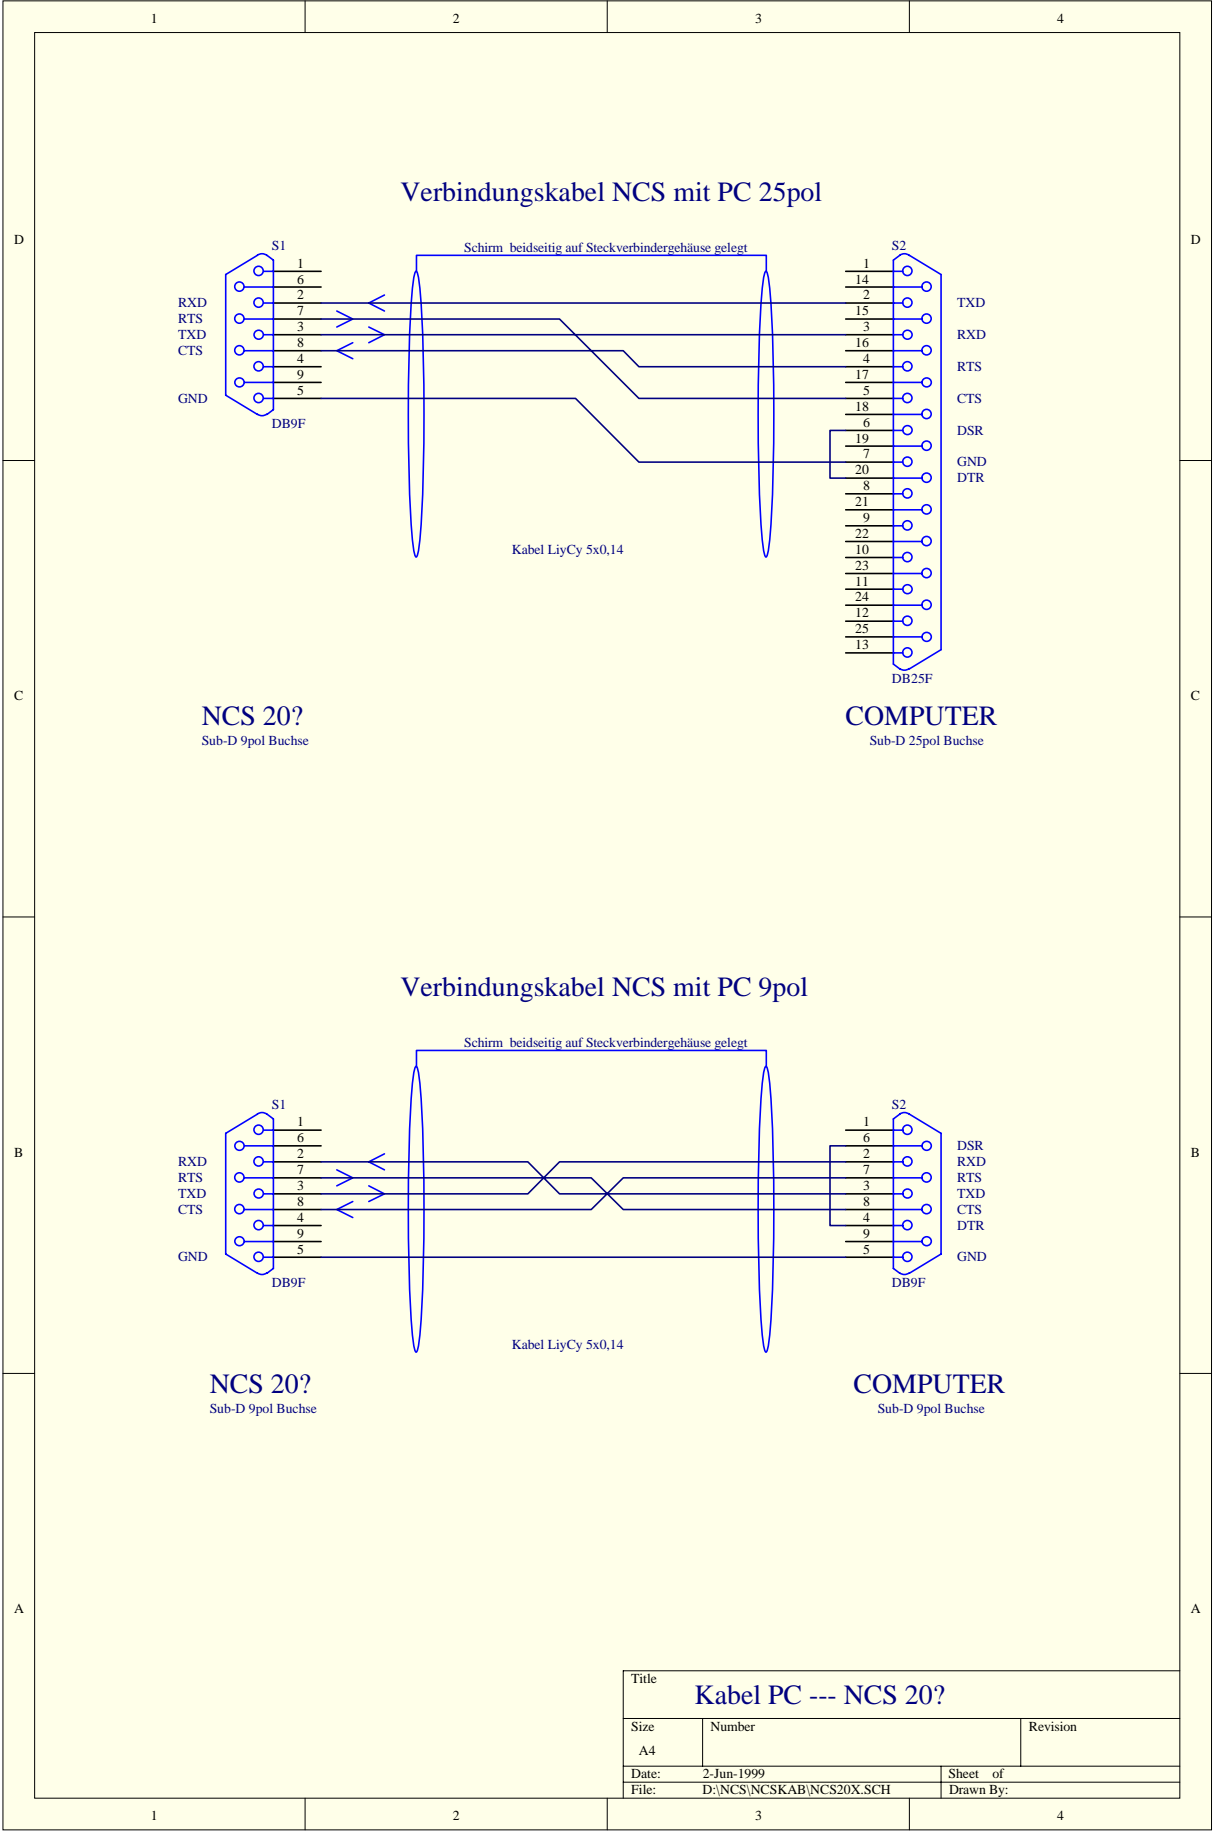 1 2 3 4
Verbindungskabel NCS mit PC 25pol
D D
S1 Schirm beidseitig auf Steckverbindergehäuse gelegt S2
1
6
RXD 2
RTS 7
TXD 3
CTS 8
4
9
GND 5
DB9F
1
14
2 TXD
15
3 RXD
16
4 RTS
17
5 CTS
18
6 DSR
19
7 GND
20 DTR
8
21
9
22
10
23
11
24
12
25
13
DB25F
Kabel LiyCy 5x0,14
C C
NCS 20?
Sub-D 9pol Buchse
COMPUTER
Sub-D 25pol Buchse
Verbindungskabel NCS mit PC 9pol
Schirm beidseitig auf Steckverbindergehäuse gelegt
B B
S1 S2
1
6
RXD 2
RTS 7
TXD 3
CTS 8
4
9
GND 5
DB9F
1
6 DSR
2 RXD
7 RTS
3 TXD
8 CTS
4 DTR
9
5 GND
DB9F
Kabel LiyCy 5x0,14
NCS 20?
Sub-D 9pol Buchse
COMPUTER
Sub-D 9pol Buchse
A A
Title
Kabel PC --- NCS 20?
Size Number Revision
A4
Date: 2-Jun-1999 Sheet of
File: D:\NCS\NCSKAB\NCS20X.SCH Drawn By:
1 2 3 4